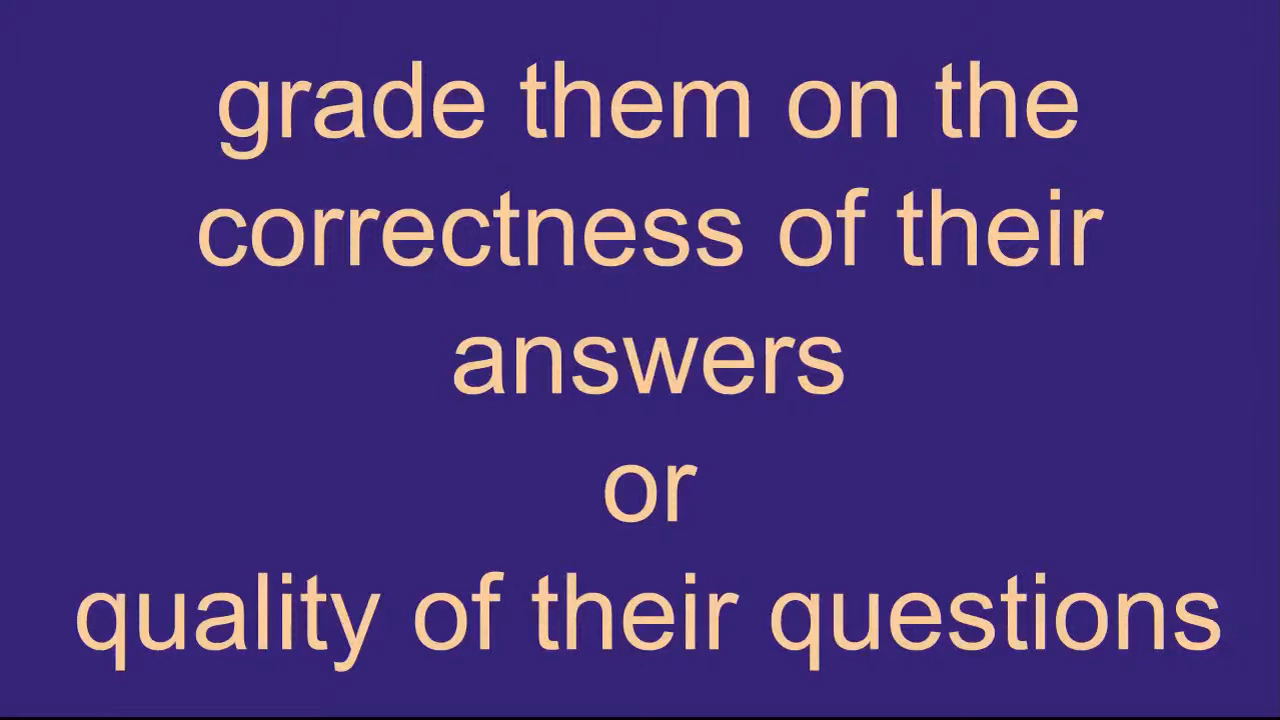 grade them on the
correctness of their
answers
or
quality of their questions